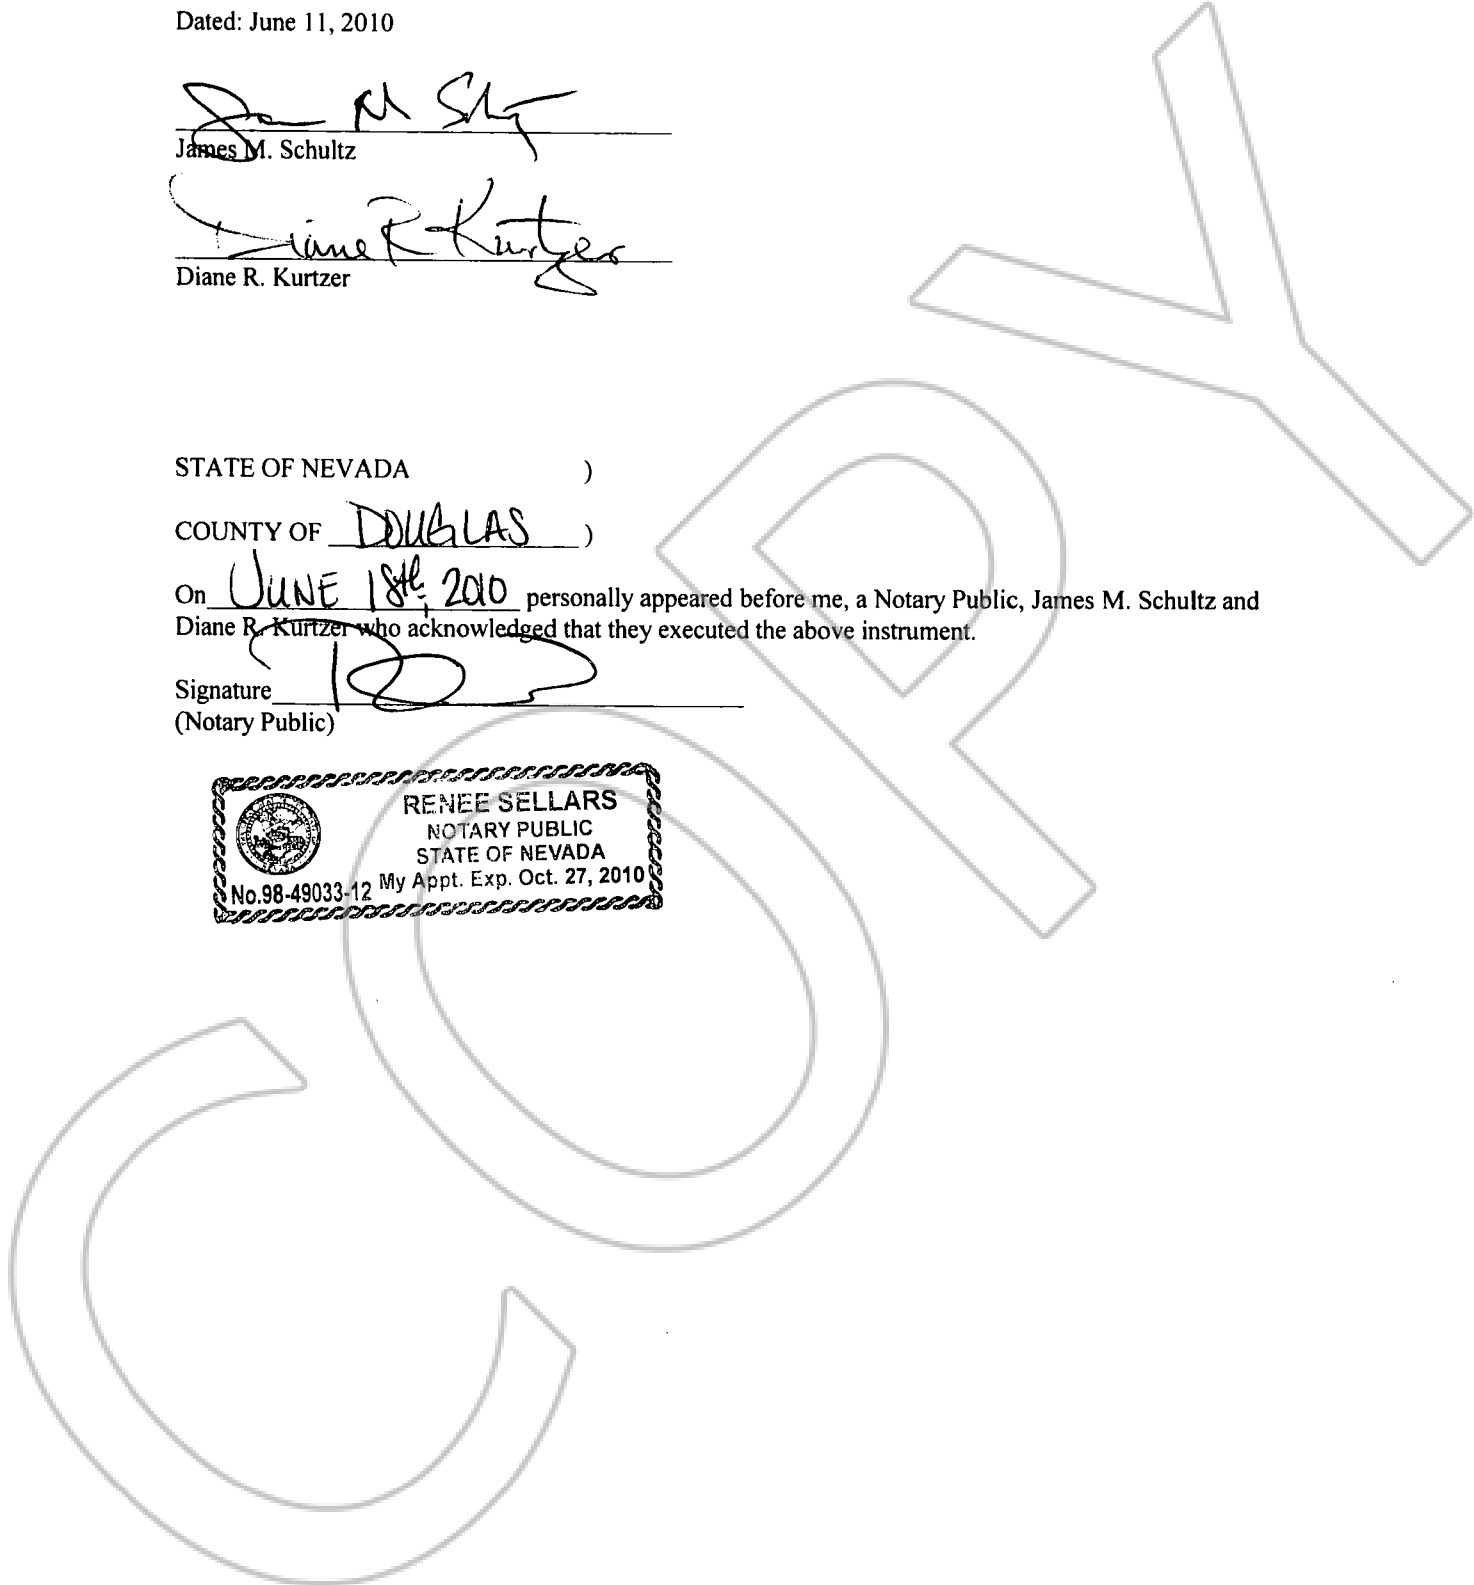 Dated: June 11, 2010
James M. Schultz
Diane R. Kurtzer
Diane R. Kurtzer
STATE OF NEVADA )
COUNTY OF DOUGLAS )
On JUNE 18th, 2010 personally appeared before me, a Notary Public, James M. Schultz and
Diane R. Kurtzer who acknowledged that they executed the above instrument.
Signature
(Notary Public)
RENEE SELLARS
NOTARY PUBLIC
STATE OF NEVADA
No.98-49033-12 My Appt. Exp. Oct. 27, 2010
COPY